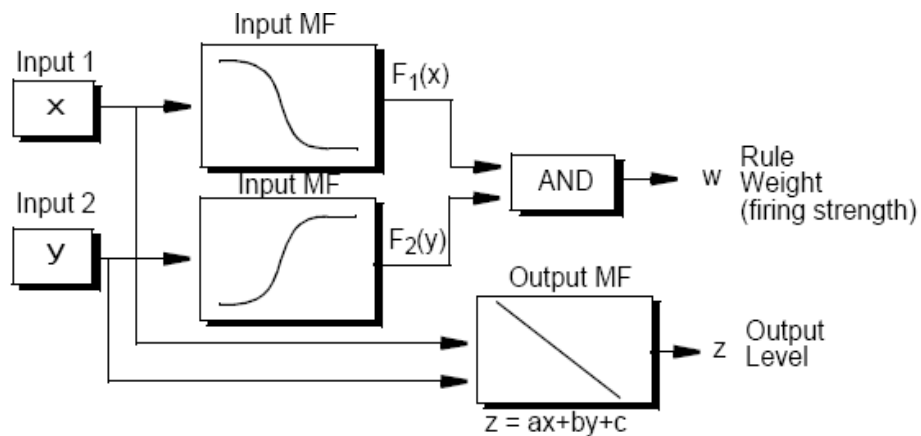 Input MF
Input 1
x
F1(x)
Input MF
Input 2
y
F2(y)
AND
w
Rule
Weight
(firing strength)
Output MF
z
Output
Level
z = ax+by+c